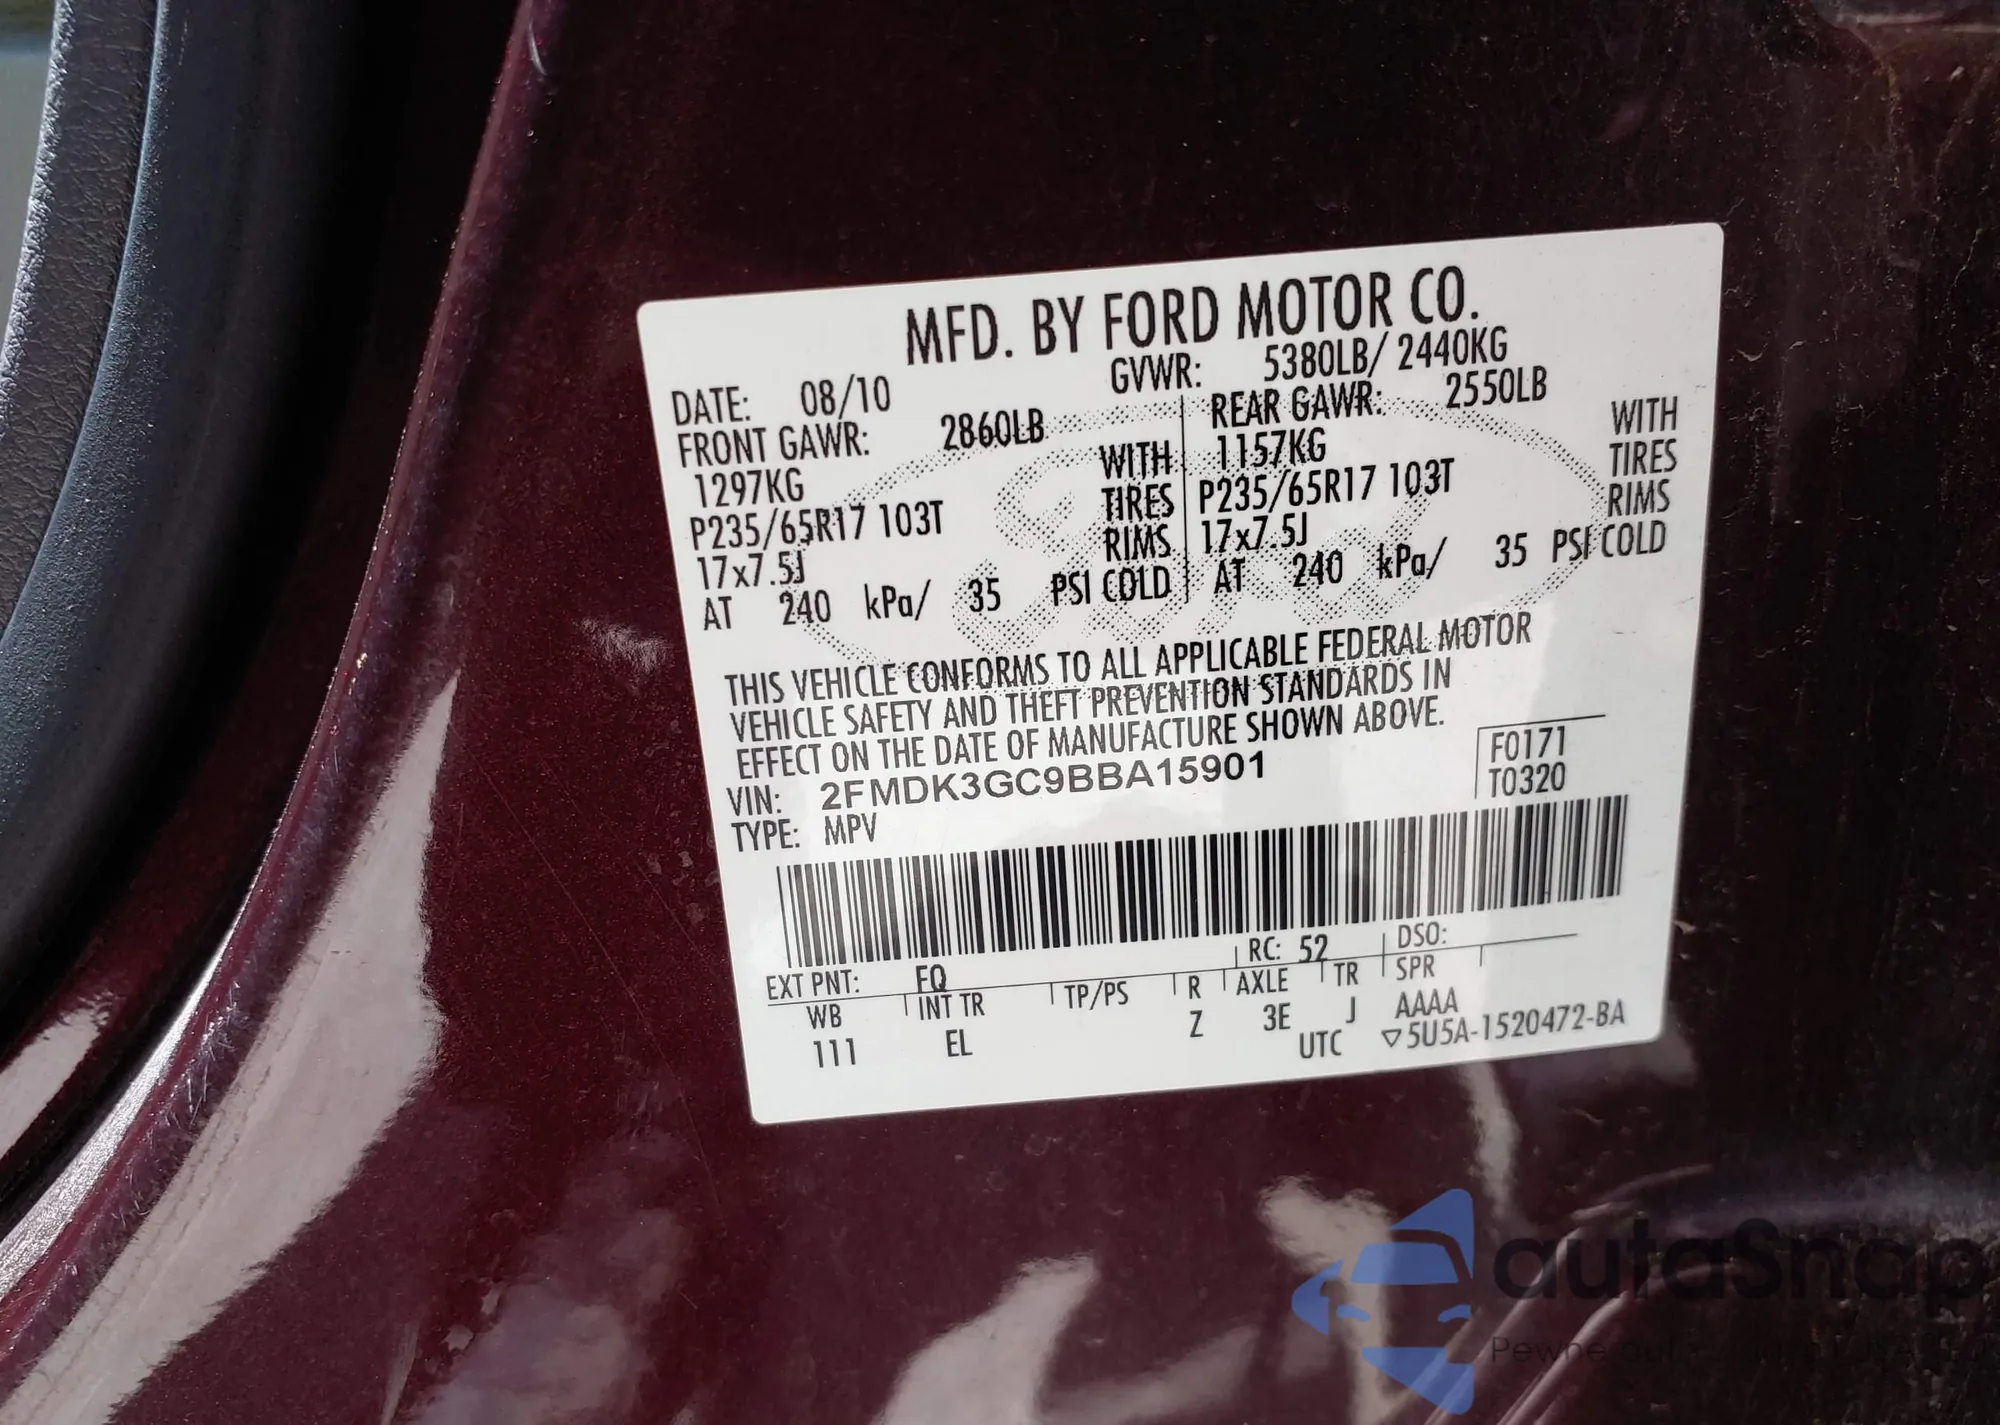 MFD. BY FORD MOTOR CO.
DATE: 08/10 GVWR: 5380LB/ 2440KG
FRONT GAWR: 2860LB REAR GAWR: 2550LB
1297KG WITH 1157KG WITH
P235/65R17 103T TIRES P235/65R17 103T TIRES
17x7.5J RIMS 17x7.5J RIMS
AT 240 kPa/ 35 PSI COLD AT 240 kPa/ 35 PSI COLD
THIS VEHICLE CONFORMS TO ALL APPLICABLE FEDERAL MOTOR
VEHICLE SAFETY AND THEFT PREVENTION STANDARDS IN
EFFECT ON THE DATE OF MANUFACTURE SHOWN ABOVE.
VIN: 2FMDK3GC9BBA15901 F0171
TYPE: MPV T0320
EXT PNT: FQ RC: 52 DSO:
WB INT TR TP/PS R AXLE TR SPR
111 EL Z 3E J AAAA
UTC ▽5U5A-1520472-BA
autaSnap
Pewne